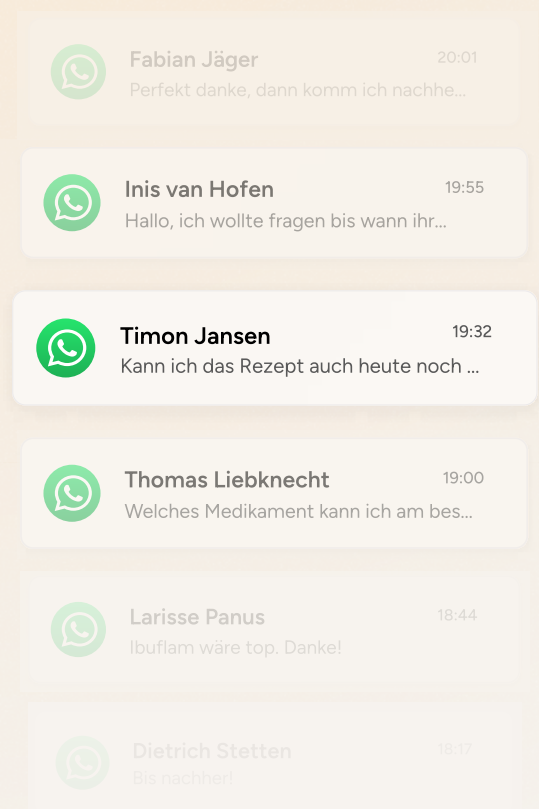 Fabian Jäger 20:01
Perfekt danke, dann komm ich nachhe...
Inis van Hofen 19:55
Hallo, ich wollte fragen bis wann ihr...
Timon Jansen 19:32
Kann ich das Rezept auch heute noch ...
Thomas Liebknecht 19:00
Welches Medikament kann ich am bes...
Larisse Panus 18:44
Ibuflam wäre top. Danke!
Dietrich Stetten 18:17
Bis nachher!